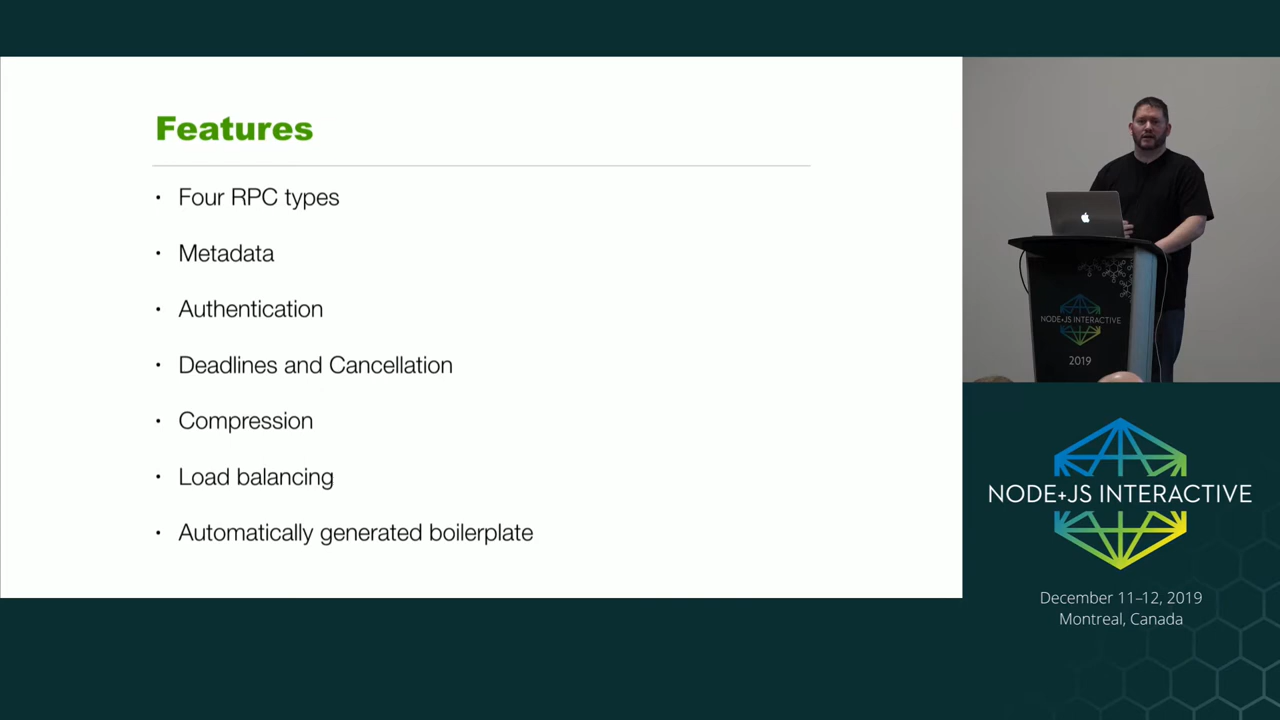 Features
• Four RPC types
• Metadata
• Authentication
• Deadlines and Cancellation
• Compression
• Load balancing
• Automatically generated boilerplate
NODE+JS INTERACTIVE
2019
NODE+JS INTERACTIVE
December 11–12, 2019
Montreal, Canada